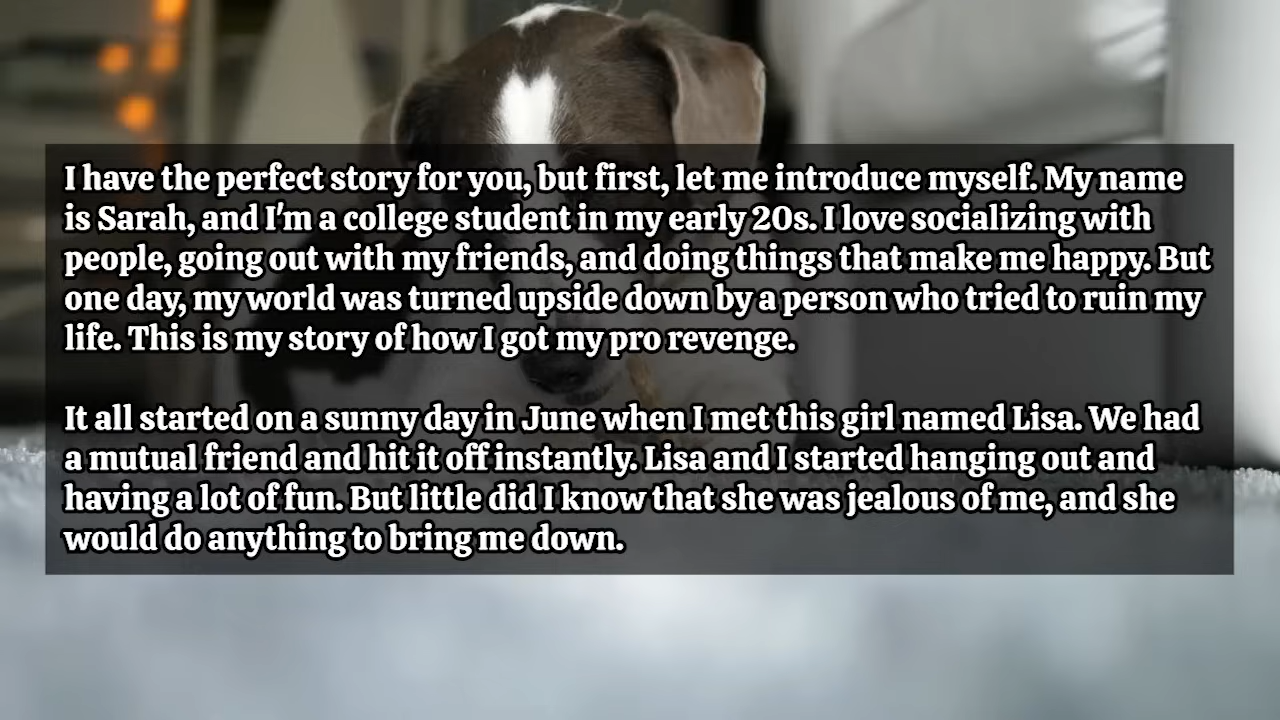 I have the perfect story for you, but first, let me introduce myself. My name
is Sarah, and I'm a college student in my early 20s. I love socializing with
people, going out with my friends, and doing things that make me happy. But
one day, my world was turned upside down by a person who tried to ruin my
life. This is my story of how I got my pro revenge.
It all started on a sunny day in June when I met this girl named Lisa. We had
a mutual friend and hit it off instantly. Lisa and I started hanging out and
having a lot of fun. But little did I know that she was jealous of me, and she
would do anything to bring me down.